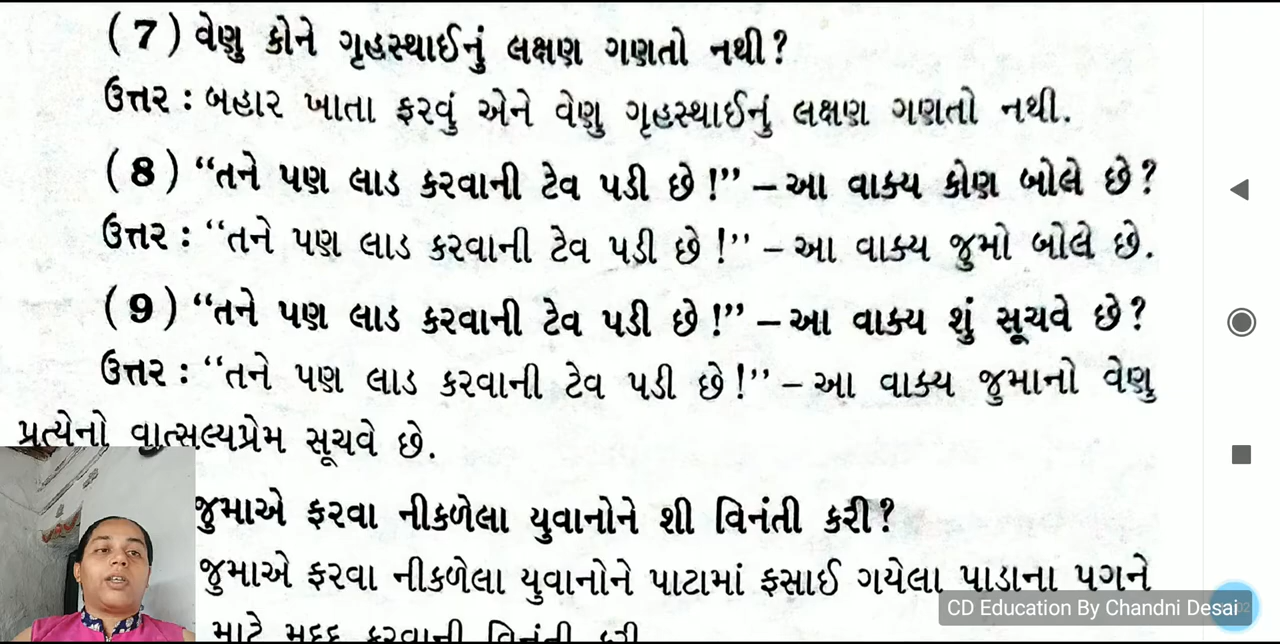 (7) વેણુ કોને ગૃહસ્થાઈનું લક્ષણ ગણતો નથી?
ઉત્તર : બહાર ખાતા ફરવું એને વેણુ ગૃહસ્થાઈનું લક્ષણ ગણતો નથી.
(8) “તને પણ લાડ કરવાની ટેવ પડી છે!” – આ વાક્ય કોણ બોલે છે?
ઉત્તર : “તને પણ લાડ કરવાની ટેવ પડી છે!” – આ વાક્ય જુમો બોલે છે.
(9) “તને પણ લાડ કરવાની ટેવ પડી છે!” – આ વાક્ય શું સૂચવે છે?
ઉત્તર : “તને પણ લાડ કરવાની ટેવ પડી છે!” – આ વાક્ય જુમાનો વેણુ
પ્રત્યેનો વાત્સલ્યપ્રેમ સૂચવે છે.
જુમાએ ફરવા નીકળેલા યુવાનોને શી વિનંતી કરી?
જુમાએ ફરવા નીકળેલા યુવાનોને પાટામાં ફસાઈ ગયેલા પાડાના પગને
માટે મદદ કરવાની વિનંતી કરી
CD Education By Chandni Desai